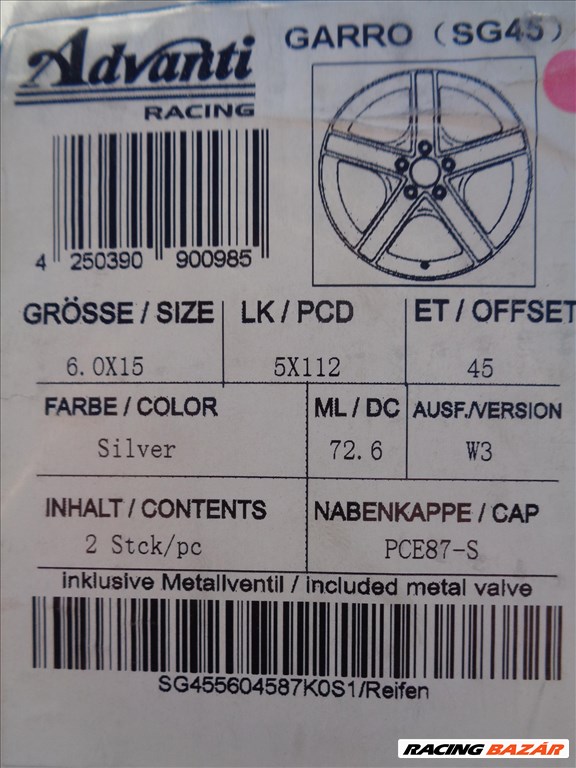 Advanti
RACING
GARRO (SG45)
4 250390 900985
GRÖSSE / SIZE LK / PCD ET / OFFSET
6.0X15 5X112 45
FARBE / COLOR ML / DC AUSF./VERSION
Silver 72.6 W3
INHALT / CONTENTS NABENKAPPE / CAP
2 Stck/pc PCE87-S
inklusive Metallventil / included metal valve
SG455604587K0S1/Reifen
RACING BAZÁR